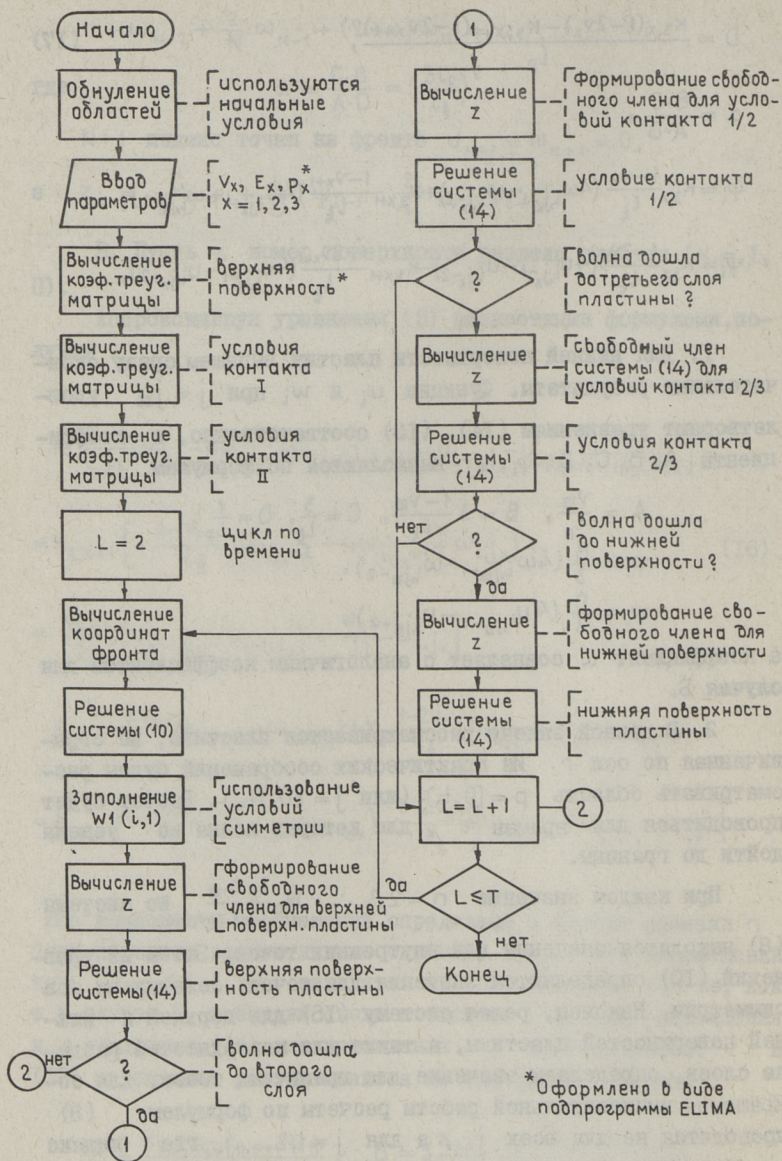 Начало
Обнуление
областей
используются
начальные
условия
Ввод
параметров
νx, Ex, ρx*
x = 1, 2, 3
Вычисление
коэф.треуг.
матрицы
верхняя
поверхность*
Вычисление
коэф.треуг.
матрицы
условия
контакта
I
Вычисление
коэф.треуг.
матрицы
условия
контакта
II
L = 2
цикл по
времени
Вычисление
координат
фронта
Решение
системы (10)
Заполнение
W1 (i,1)
использование
условий
симметрии
Вычисление
Z
формирование
свободного
члена для верхней
поверхн. пластины
Решение
системы (14)
верхняя поверх-
ность пластины
2
нет
?
волна дошла
до второго
слоя
да
1
1
Вычисление
Z
Формирование свобод-
ного члена для усло-
вий контакта 1/2
Решение
системы
(14)
условие контакта
1/2
?
волна дошла
до третьего слоя
пластины ?
Вычисление
Z
свободный член
системы (14) для
условий контакта 2/3
Решение
системы
(14)
условия контакта
2/3
нет
?
волна дошла
до нижней
поверхности ?
да
Вычисление
Z
формирование сво-
бодного члена для
нижней поверхности
Решение
системы
(14)
нижняя поверхность
пластины
L = L + 1
2
да
L ≤ T
нет
Конец
*Оформлено в виде
подпрограммы ELIMA